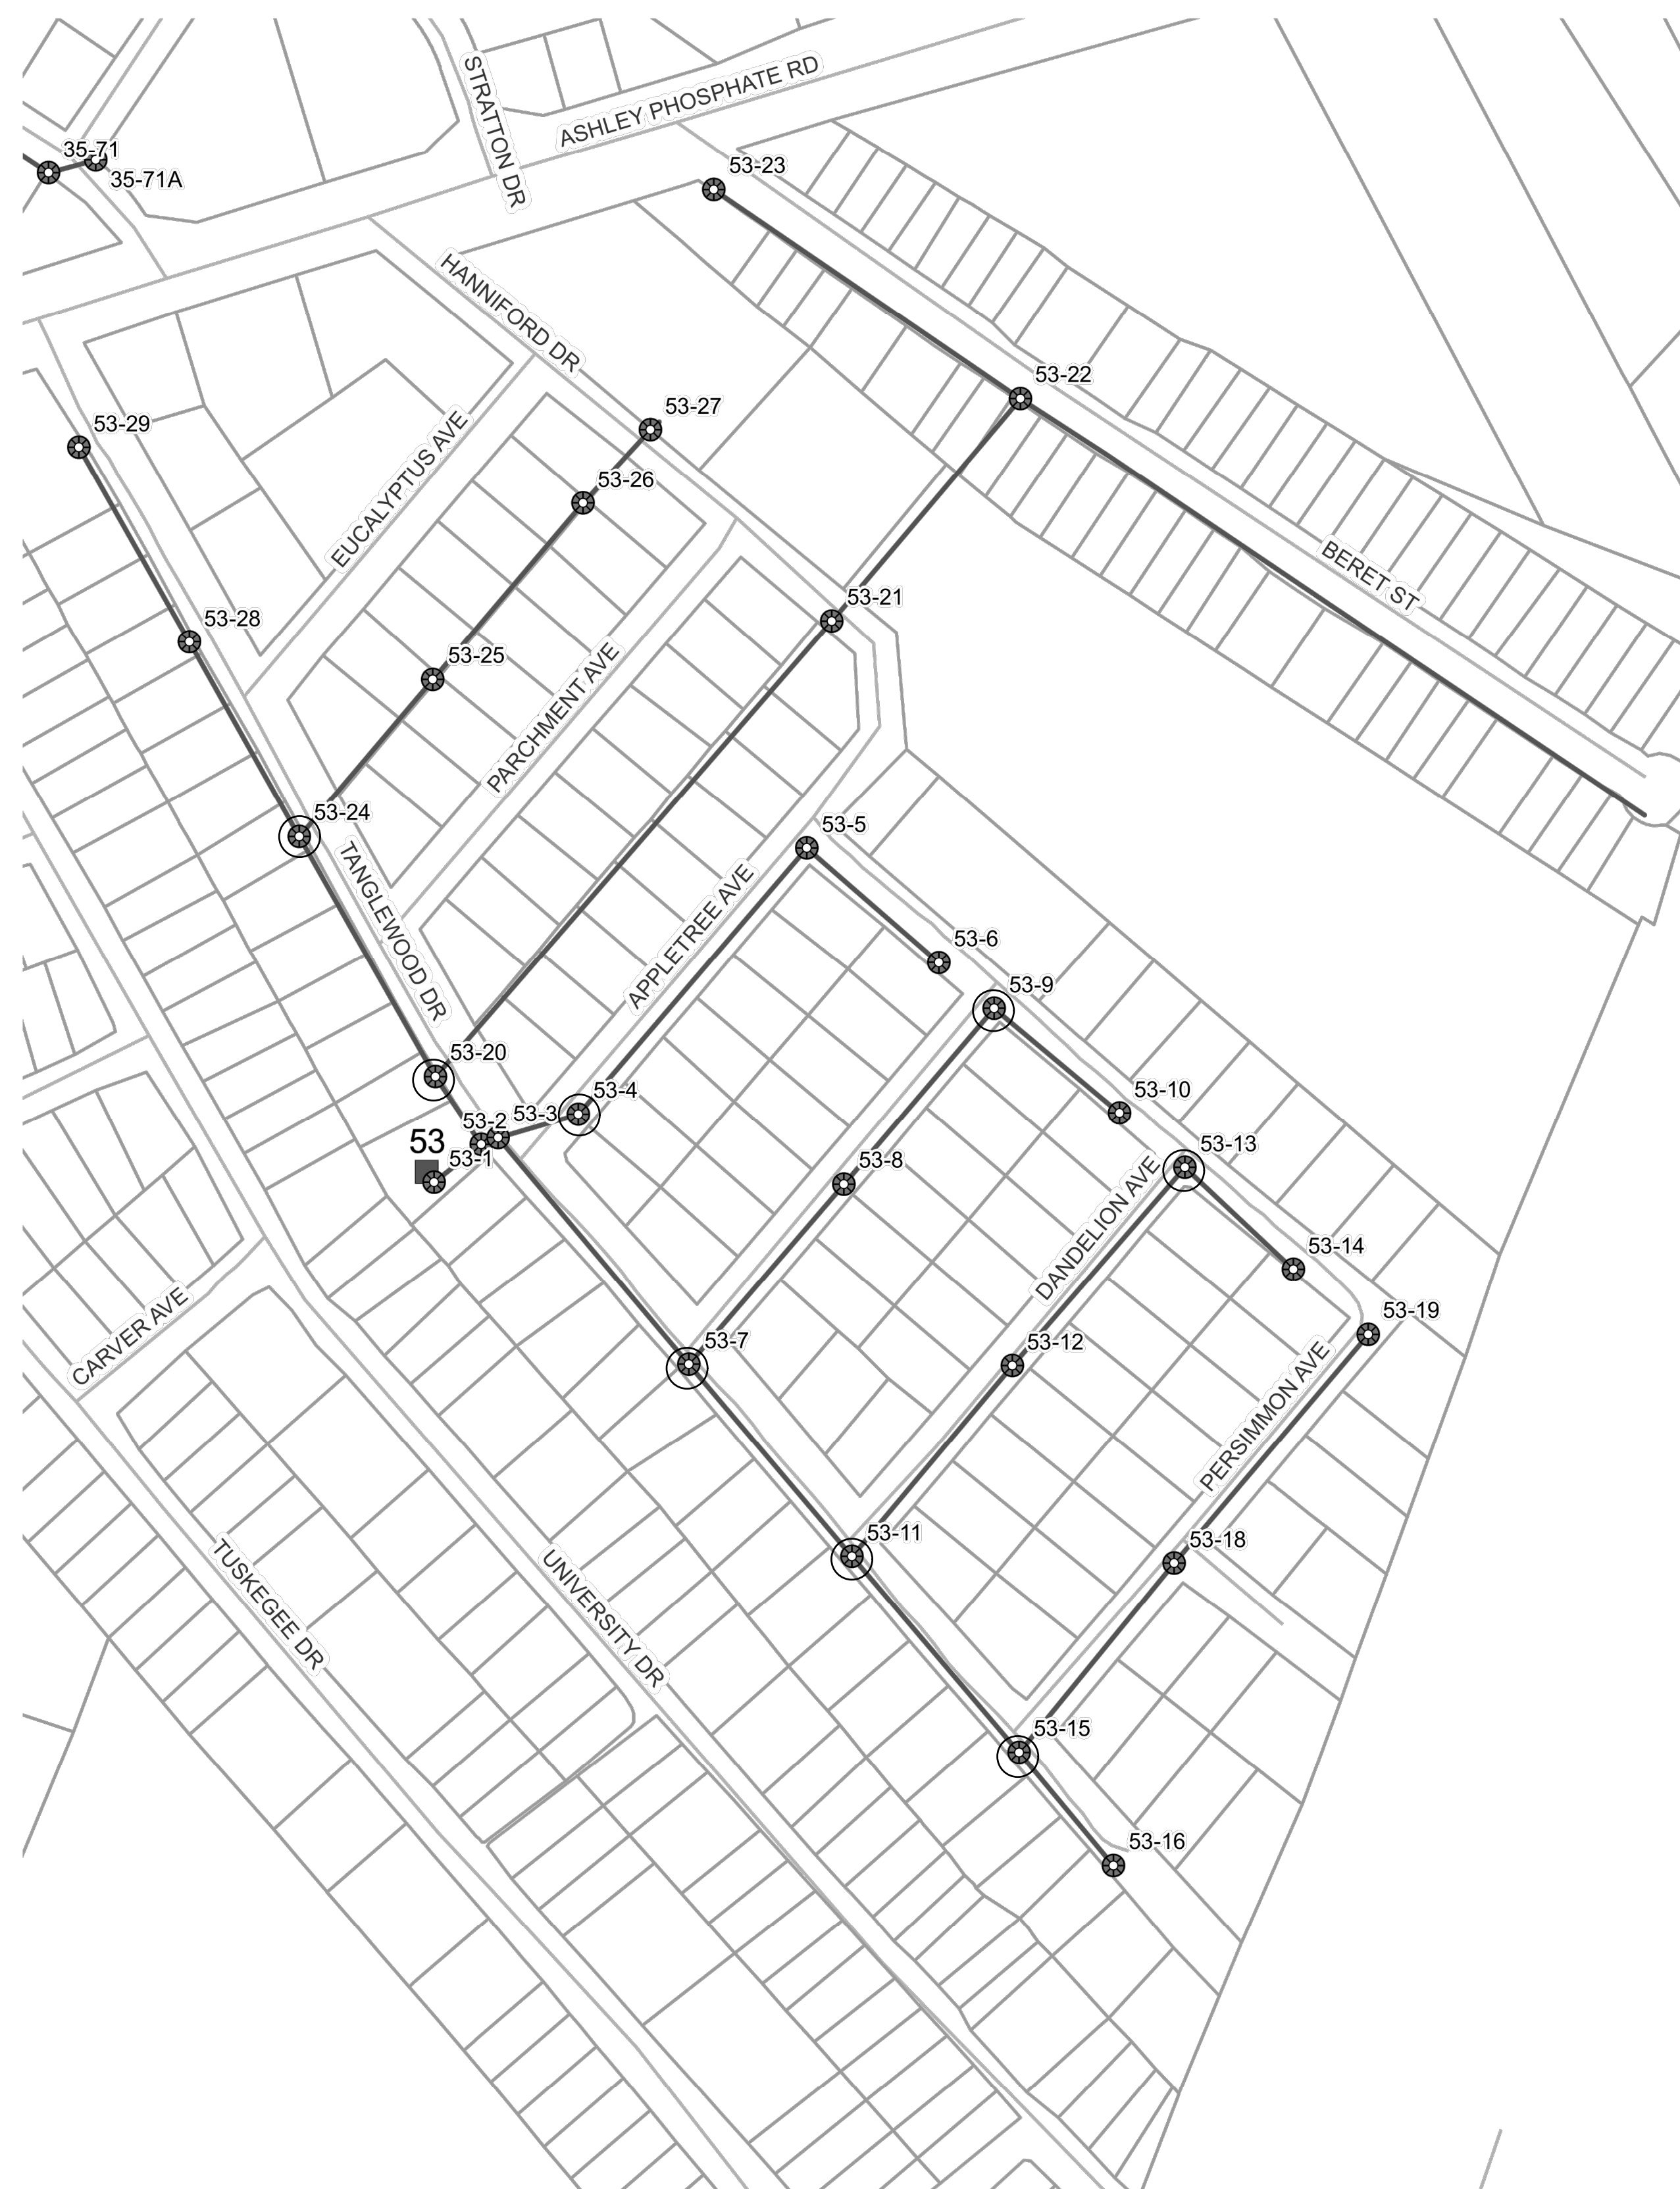 STRATTON DR
ASHLEY PHOSPHATE RD
35-71
35-71A
53-23
HANNIFORD DR
53-22
53-27
53-29
EUCALYPTUS AVE
53-26
BERET ST
53-21
53-28
53-25
PARCHMENT AVE
53-24
53-5
TANGLEWOOD DR
APPLETREE AVE
53-6
53-9
53-20
53-4
53-10
53-3
53-2
53
53-1
53-13
53-8
DANDELION AVE
53-14
53-19
CARVER AVE
53-7
53-12
PERSIMMON AVE
53-11
53-18
TUSKEGEE DR
UNIVERSITY DR
53-15
53-16